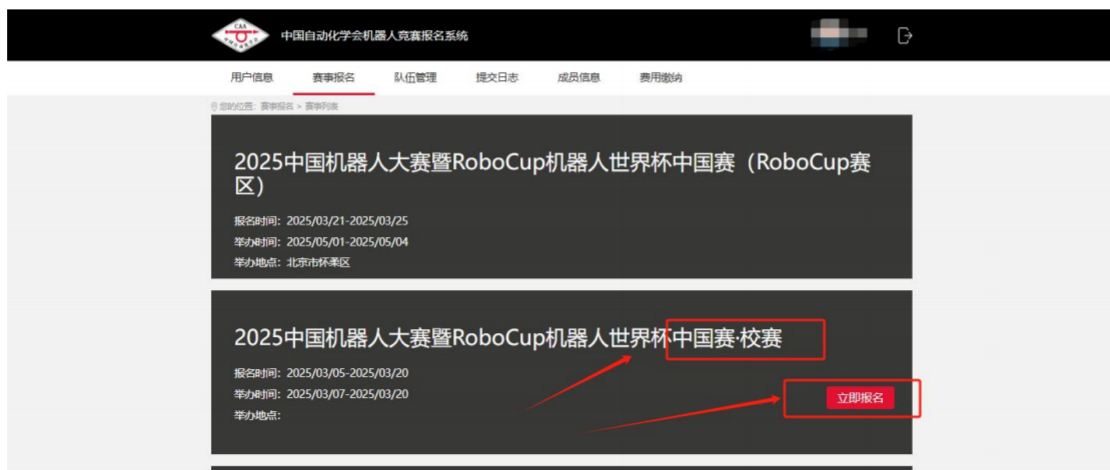 CAA
中国自动化学会机器人竞赛报名系统
用户信息 赛事报名 队伍管理 提交日志 成员信息 费用缴纳
您的位置：赛事报名 > 赛事列表
2025中国机器人大赛暨RoboCup机器人世界杯中国赛（RoboCup赛
区）
报名时间：2025/03/21-2025/03/25
举办时间：2025/05/01-2025/05/04
举办地点：北京市怀柔区
2025中国机器人大赛暨RoboCup机器人世界杯中国赛·校赛
报名时间：2025/03/05-2025/03/20
举办时间：2025/03/07-2025/03/20
立即报名
举办地点：